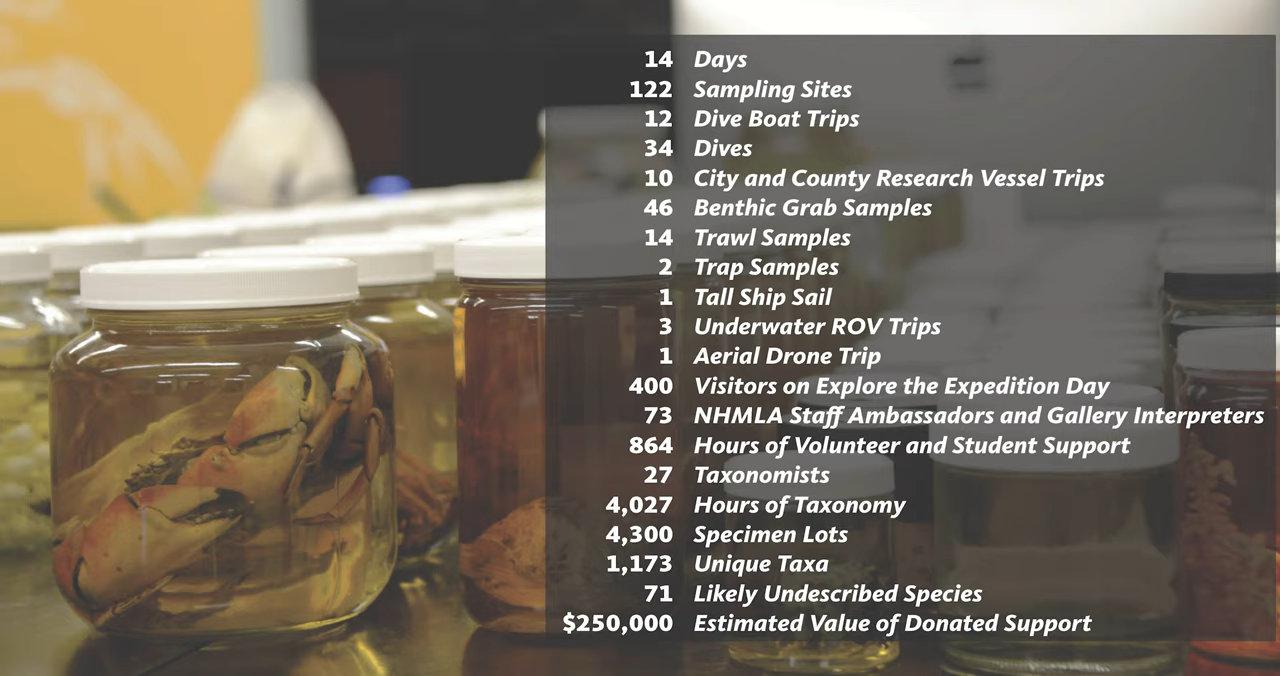 14 Days
122 Sampling Sites
12 Dive Boat Trips
34 Dives
10 City and County Research Vessel Trips
46 Benthic Grab Samples
14 Trawl Samples
2 Trap Samples
1 Tall Ship Sail
3 Underwater ROV Trips
1 Aerial Drone Trip
400 Visitors on Explore the Expedition Day
73 NHMLA Staff Ambassadors and Gallery Interpreters
864 Hours of Volunteer and Student Support
27 Taxonomists
4,027 Hours of Taxonomy
4,300 Specimen Lots
1,173 Unique Taxa
71 Likely Undescribed Species
$250,000 Estimated Value of Donated Support